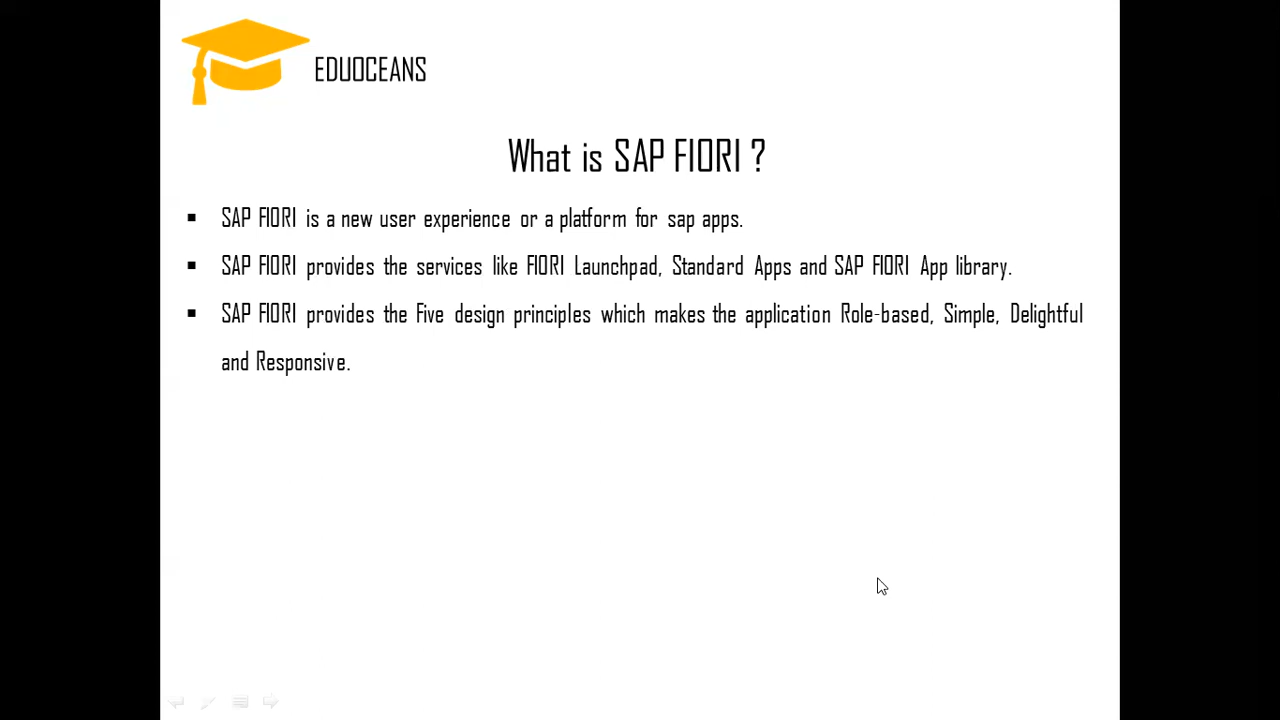 EDUOCEANS
What is SAP FIORI ?
▪ SAP FIORI is a new user experience or a platform for sap apps.
▪ SAP FIORI provides the services like FIORI Launchpad, Standard Apps and SAP FIORI App library.
▪ SAP FIORI provides the Five design principles which makes the application Role-based, Simple, Delightful
and Responsive.